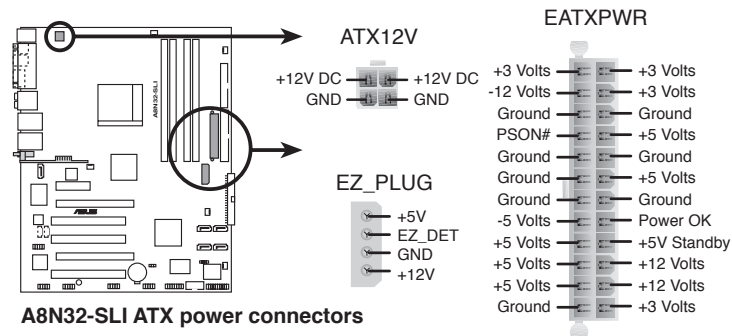 EATXPWR
ATX12V
+12V DC
+12V DC
GND
GND
+3 Volts
+3 Volts
-12 Volts
+3 Volts
Ground
Ground
PSON#
+5 Volts
Ground
Ground
Ground
+5 Volts
Ground
Ground
-5 Volts
Power OK
+5 Volts
+5V Standby
+5 Volts
+12 Volts
+5 Volts
+12 Volts
Ground
+3 Volts
EZ_PLUG
+5V
EZ_DET
GND
+12V
A8N32-SLI
ASUS
A8N32-SLI ATX power connectors